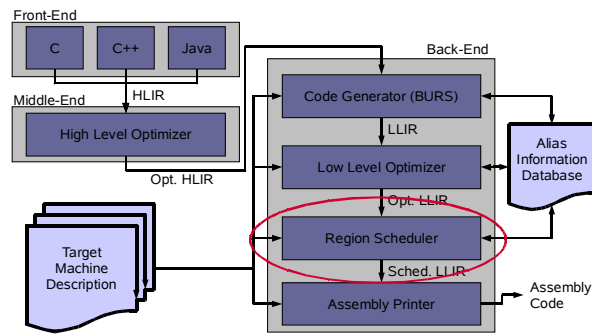 Front-End
C
C++
Java
HLIR
Middle-End
High Level Optimizer
Opt. HLIR
Back-End
Code Generator (BURS)
LLIR
Low Level Optimizer
Opt. LLIR
Region Scheduler
Sched. LLIR
Assembly Printer
Alias
Information
Database
Target
Machine
Description
Assembly
Code